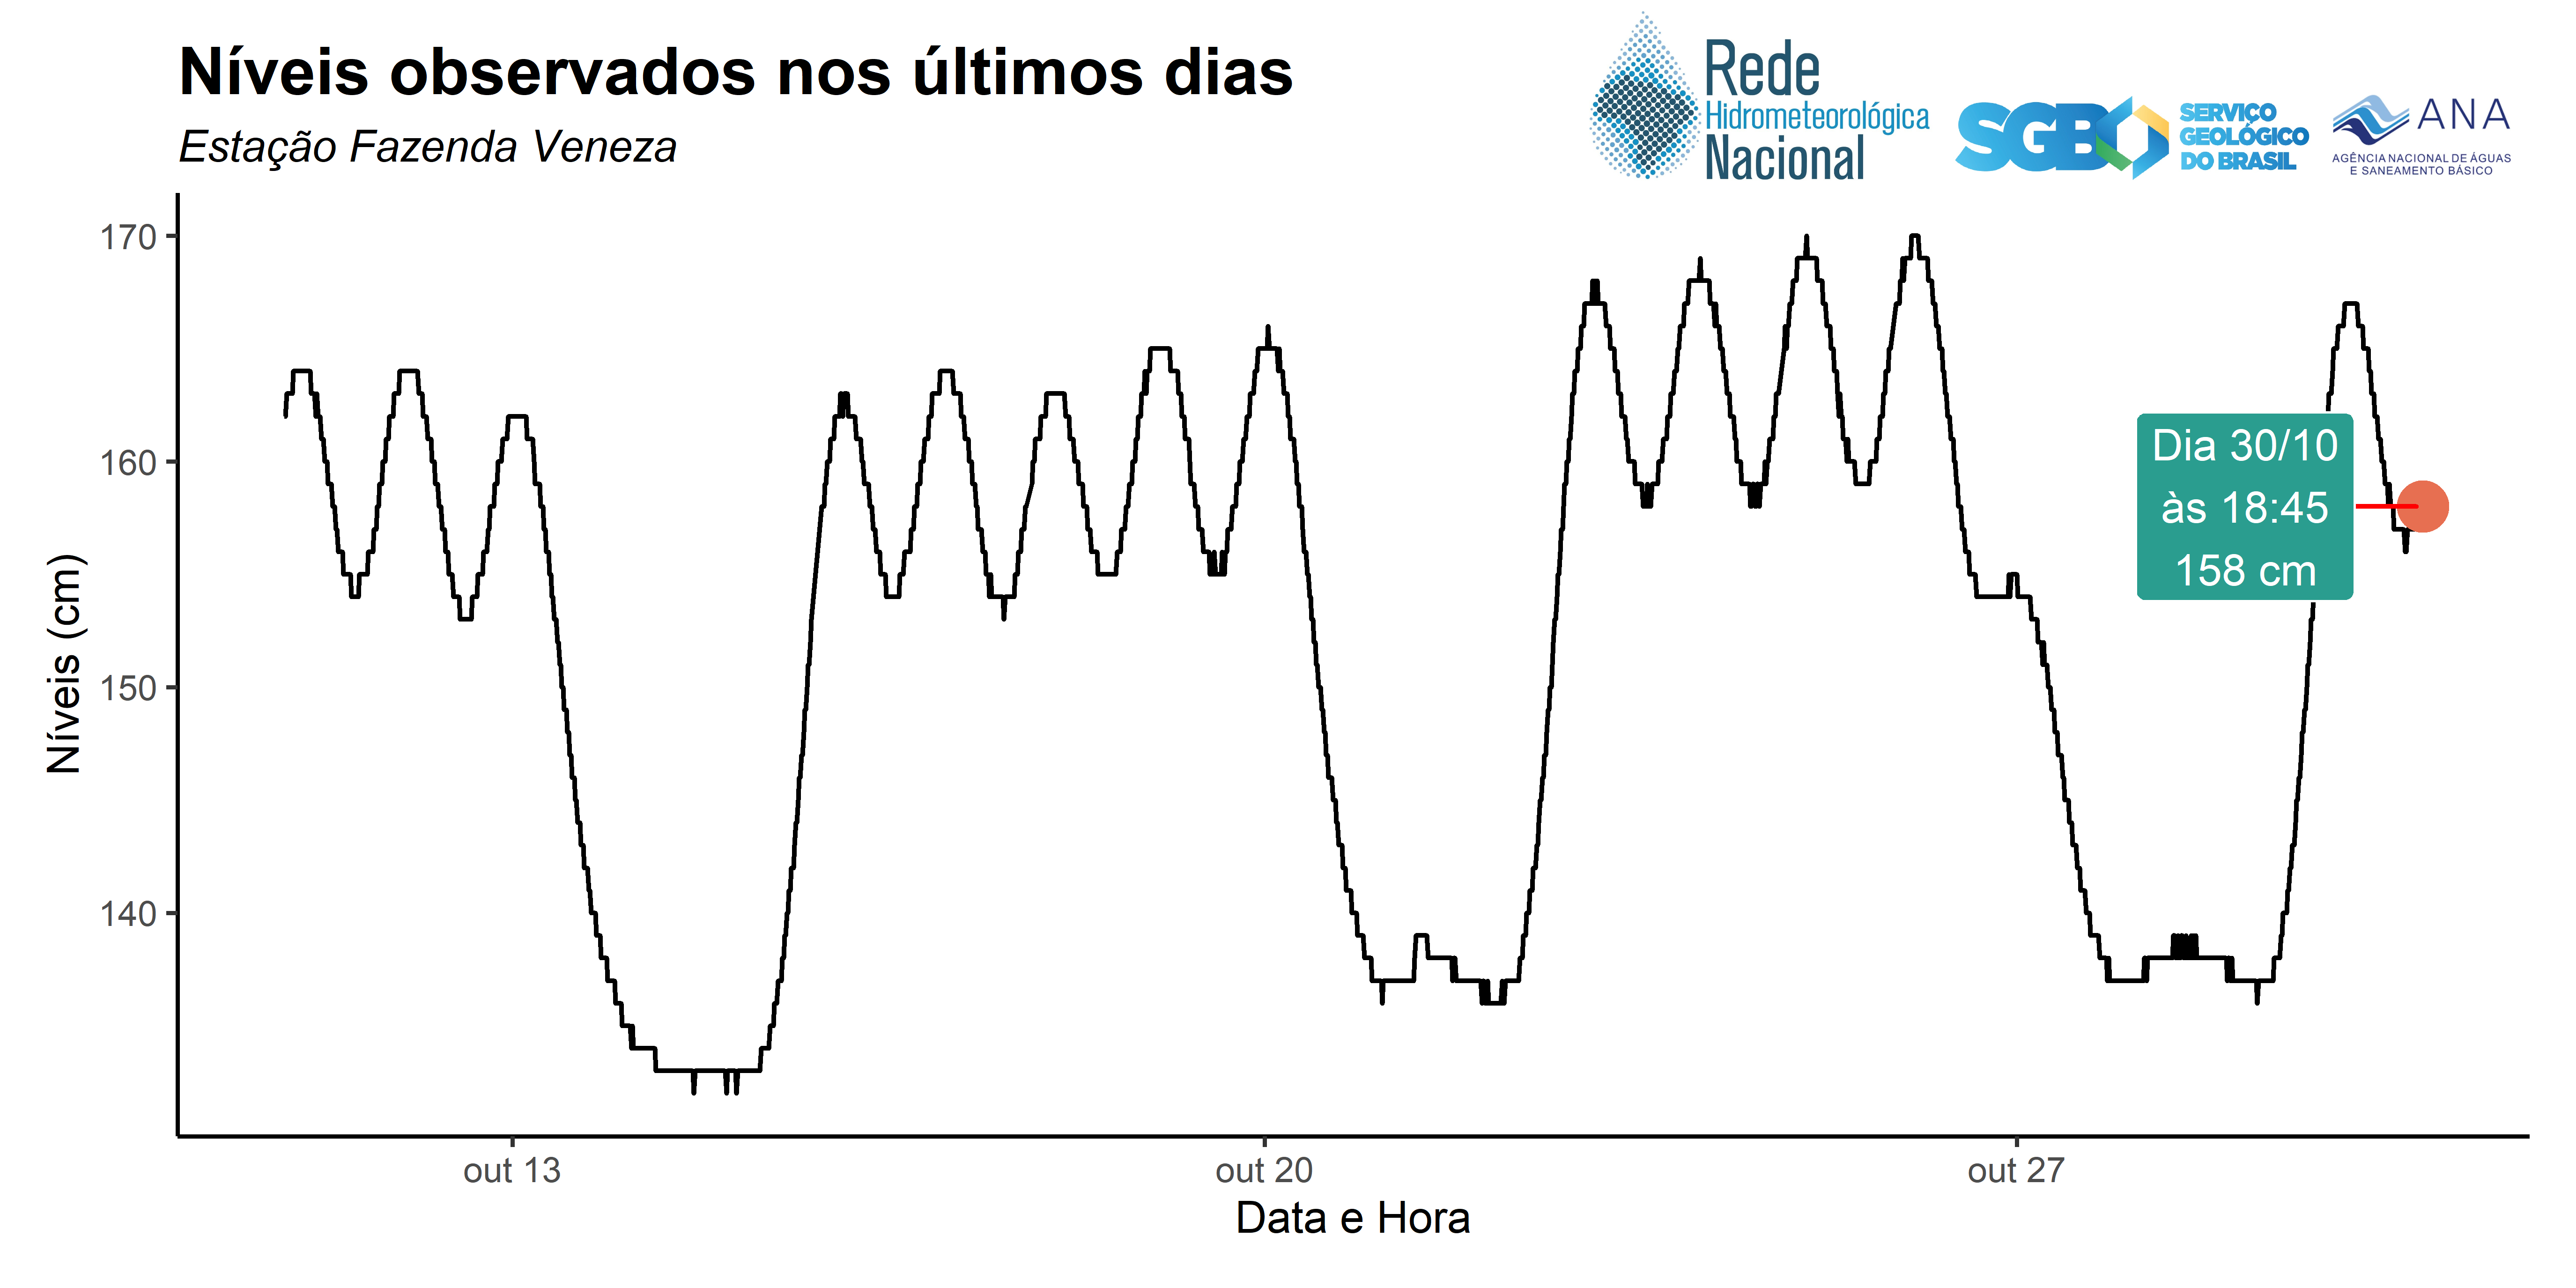 Níveis observados nos últimos dias
Estação Fazenda Veneza
Rede
Hidrometeorológica
Nacional
SGB
SERVIÇO
GEOLÓGICO
DO BRASIL
ANA
AGÊNCIA NACIONAL DE ÁGUAS
E SANEAMENTO BÁSICO
Níveis (cm)
170
160
150
140
Dia 30/10
às 18:45
158 cm
out 13
out 20
out 27
Data e Hora